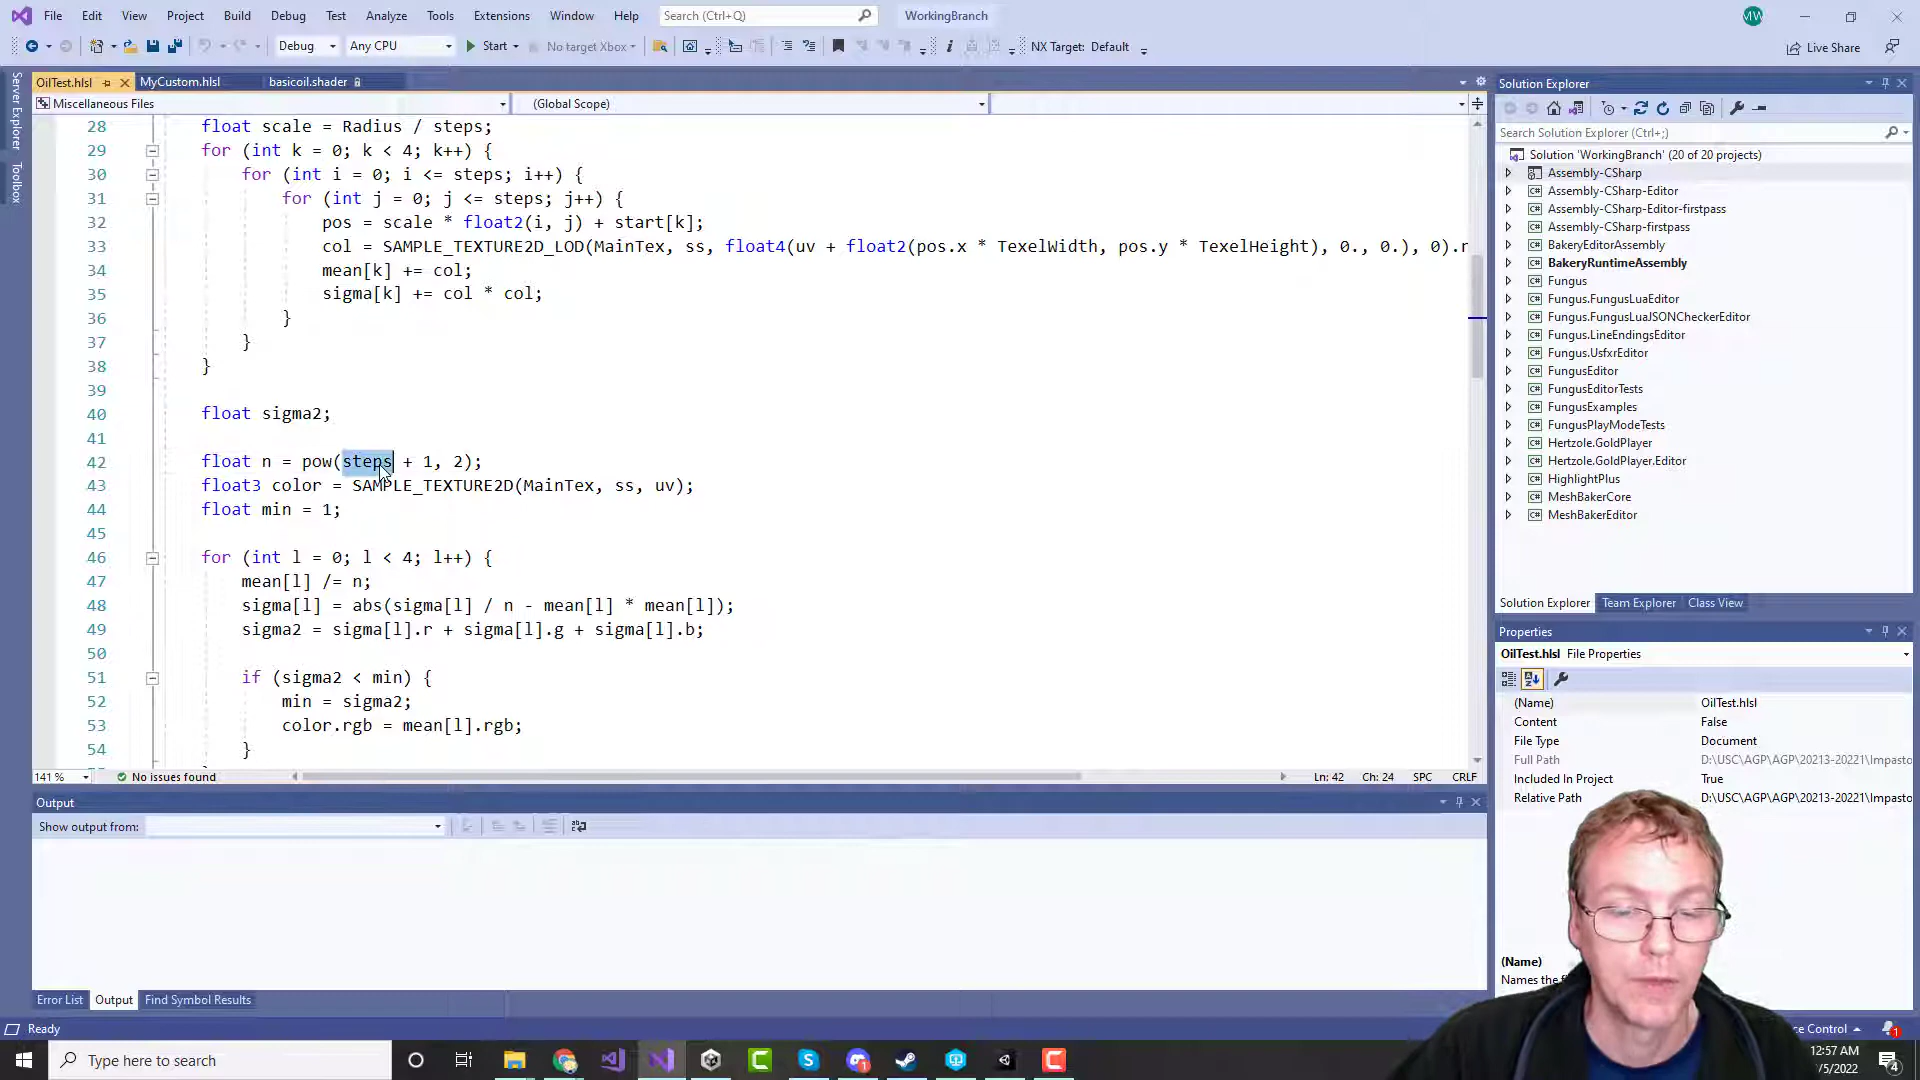 File Edit View Project Build Debug Test Analyze Tools Extensions Window Help Search (Ctrl+Q) WorkingBranch MW
Debug Any CPU Start No target Xbox NX Target: Default Live Share
Server Explorer
Toolbox
OilTest.hlsl MyCustom.hlsl basicoil.shader
Miscellaneous Files (Global Scope)
28 float scale = Radius / steps;
29 for (int k = 0; k < 4; k++) {
30 for (int i = 0; i <= steps; i++) {
31 for (int j = 0; j <= steps; j++) {
32 pos = scale * float2(i, j) + start[k];
33 col = SAMPLE_TEXTURE2D_LOD(MainTex, ss, float4(uv + float2(pos.x * TexelWidth, pos.y * TexelHeight), 0., 0.), 0).r
34 mean[k] += col;
35 sigma[k] += col * col;
36 }
37 }
38 }
39
40 float sigma2;
41
42 float n = pow(steps + 1, 2);
43 float3 color = SAMPLE_TEXTURE2D(MainTex, ss, uv);
44 float min = 1;
45
46 for (int l = 0; l < 4; l++) {
47 mean[l] /= n;
48 sigma[l] = abs(sigma[l] / n - mean[l] * mean[l]);
49 sigma2 = sigma[l].r + sigma[l].g + sigma[l].b;
50
51 if (sigma2 < min) {
52 min = sigma2;
53 color.rgb = mean[l].rgb;
54 }
141 % No issues found Ln: 42 Ch: 24 SPC CRLF
Output
Show output from:
Error List Output Find Symbol Results
Ready
Solution Explorer
Search Solution Explorer (Ctrl+;)
Solution 'WorkingBranch' (20 of 20 projects)
Assembly-CSharp
Assembly-CSharp-Editor
Assembly-CSharp-Editor-firstpass
Assembly-CSharp-firstpass
BakeryEditorAssembly
BakeryRuntimeAssembly
Fungus
Fungus.FungusLuaEditor
Fungus.FungusLuaJSONCheckerEditor
Fungus.LineEndingsEditor
Fungus.UsfxrEditor
FungusEditor
FungusEditorTests
FungusExamples
FungusPlayModeTests
Hertzole.GoldPlayer
Hertzole.GoldPlayer.Editor
HighlightPlus
MeshBakerCore
MeshBakerEditor
Solution Explorer Team Explorer Class View
Properties
OilTest.hlsl File Properties
(Name) OilTest.hlsl
Content False
File Type Document
Full Path D:\USC\AGP\AGP\20213-20221\Impasto
Included In Project True
Relative Path D:\USC\AGP\AGP\20213-20221\Impasto
(Name)
Names the
ce Control 1
Type here to search
12:57 AM
/5/2022
4